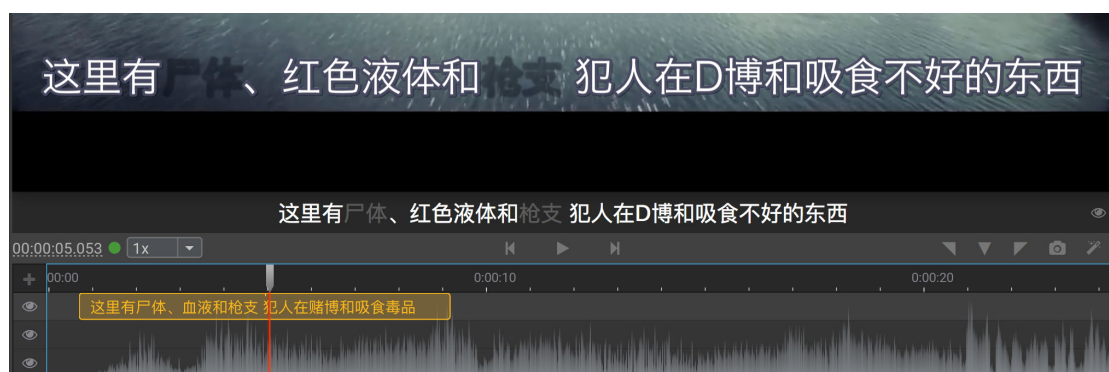 这里有尸体、红色液体和枪支 犯人在D博和吸食不好的东西
这里有尸体、红色液体和枪支 犯人在D博和吸食不好的东西
00:00:05.053 1x
00:00 0:00:10 0:00:20
这里有尸体、血液和枪支 犯人在赌博和吸食毒品